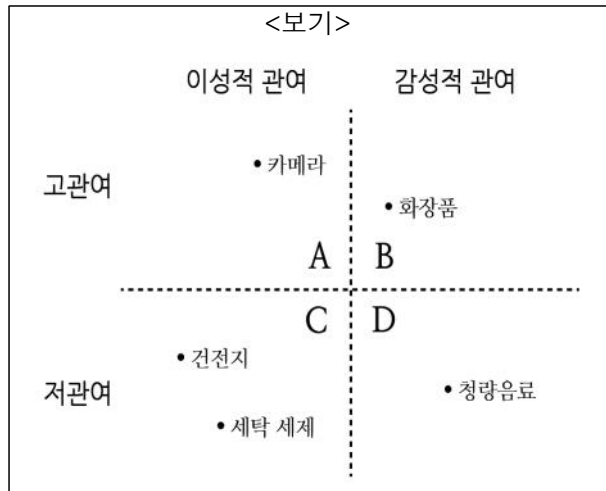 <보기>
이성적 관여 감성적 관여
• 카메라
고관여
• 화장품
A B
C D
• 건전지
저관여
• 청량음료
• 세탁 세제